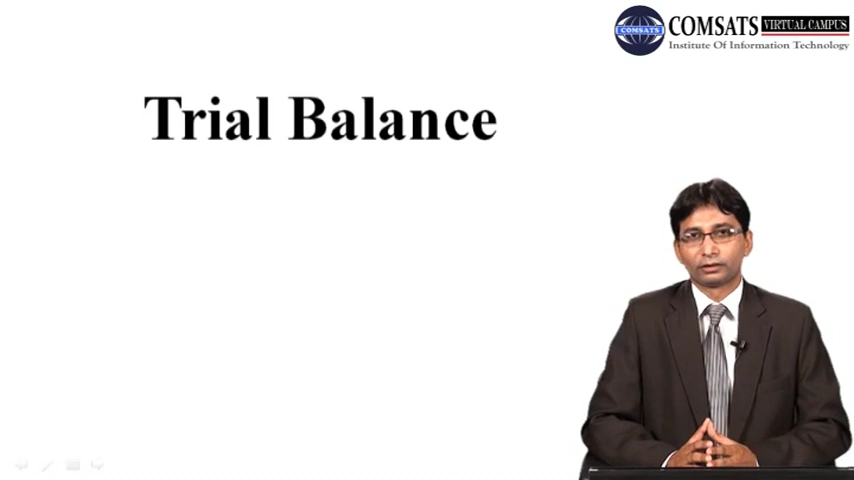 COMSATS VIRTUAL CAMPUS
COMSATS
Institute Of Information Technology
Trial Balance